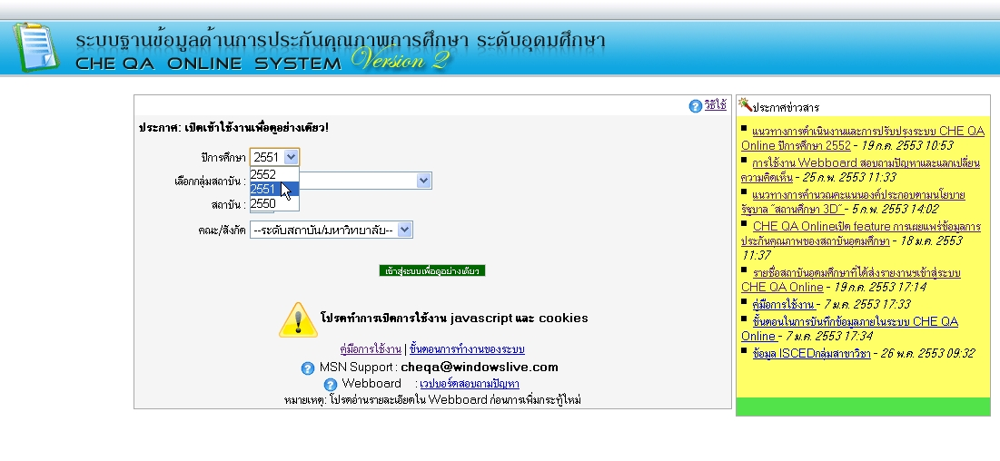 ระบบฐานข้อมูลด้านการประกันคุณภาพการศึกษา ระดับอุดมศึกษา
CHE QA ONLINE SYSTEM Version 2
วิธีใช้
ประกาศ: เปิดเข้าใช้งานเพื่อดูอย่างเดียว!
ปีการศึกษา 2551
2552
2551
2550
เลือกกลุ่มสถาบัน :
สถาบัน :
คณะ/สังกัด --ระดับสถาบัน/มหาวิทยาลัย--
เข้าสู่ระบบเพื่อดูอย่างเดียว
โปรดทำการเปิดการใช้งาน javascript และ cookies
คู่มือการใช้งาน | ขั้นตอนการทำงานของระบบ
MSN Support : cheqa@windowslive.com
Webboard : เวปบอร์ดสอบถามปัญหา
หมายเหตุ: โปรดอ่านรายละเอียดใน Webboard ก่อนการเพิ่มกระทู้ใหม่
ประกาศข่าวสาร
แนวทางการดำเนินงานและการปรับปรุงระบบ CHE QA
Online ปีการศึกษา 2552 - 19 ก.ค. 2553 10:53
การใช้งาน Webboard สอบถามปัญหาและแลกเปลี่ยน
ความคิดเห็น - 25 ก.พ. 2553 11:33
แนวทางการคำนวณคะแนนองค์ประกอบตามนโยบาย
รัฐบาล "สถานศึกษา 3D" - 5 ก.พ. 2553 14:02
CHE QA Onlineเปิด feature การเผยแพร่ข้อมูลการ
ประกันคุณภาพของสถาบันอุดมศึกษา - 18 ม.ค. 2553
11:37
รายชื่อสถาบันอุดมศึกษาที่ได้ส่งรายงานฯเข้าสู่ระบบ
CHE QA Online - 19 ก.ค. 2553 17:14
คู่มือการใช้งาน - 7 ม.ค. 2553 17:33
ขั้นตอนในการบันทึกข้อมูลภายในระบบ CHE QA
Online - 7 ม.ค. 2553 17:34
ข้อมูล ISCEDกลุ่มสาขาวิชา - 26 พ.ค. 2553 09:32